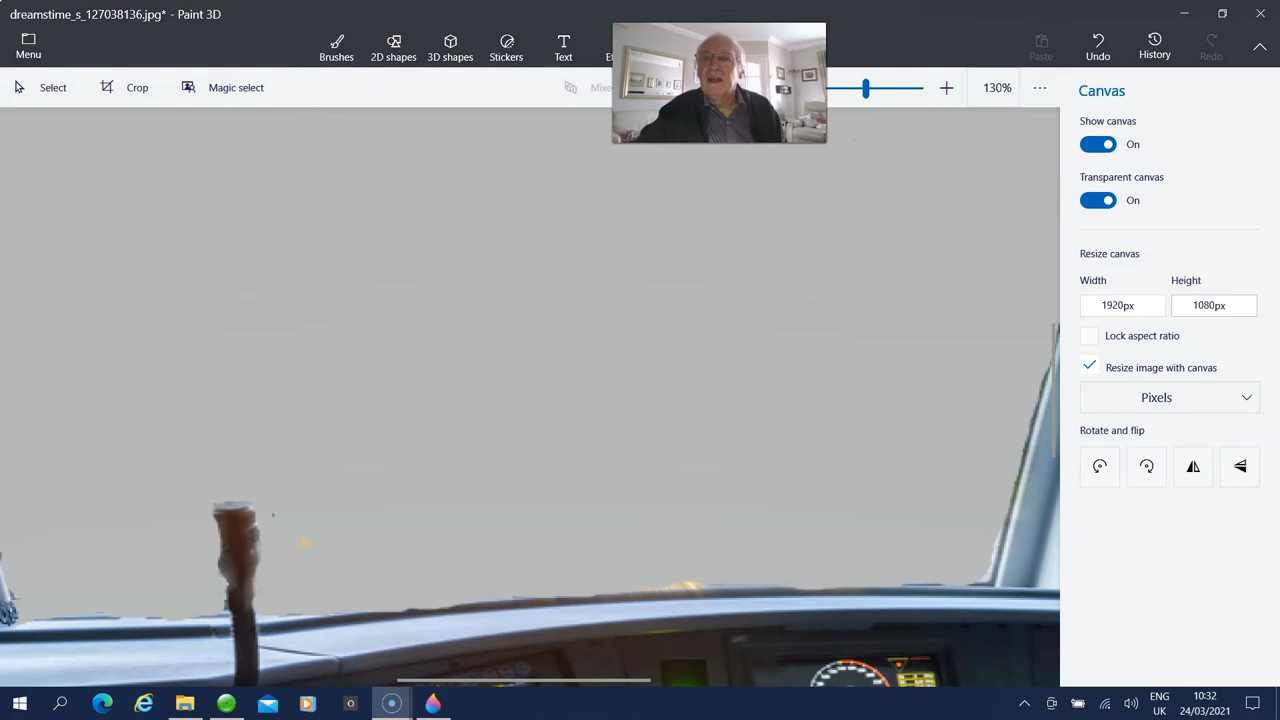 dreamstime_s_127038136.jpg* - Paint 3D
Menu
Brushes
2D shapes
3D shapes
Stickers
Text
Paste
Undo
History
Redo
Select
Crop
Magic select
130%
Canvas
Show canvas
On
Transparent canvas
On
Resize canvas
Width
Height
1920px
1080px
Lock aspect ratio
Resize image with canvas
Pixels
Rotate and flip
ENG
UK
10:32
24/03/2021